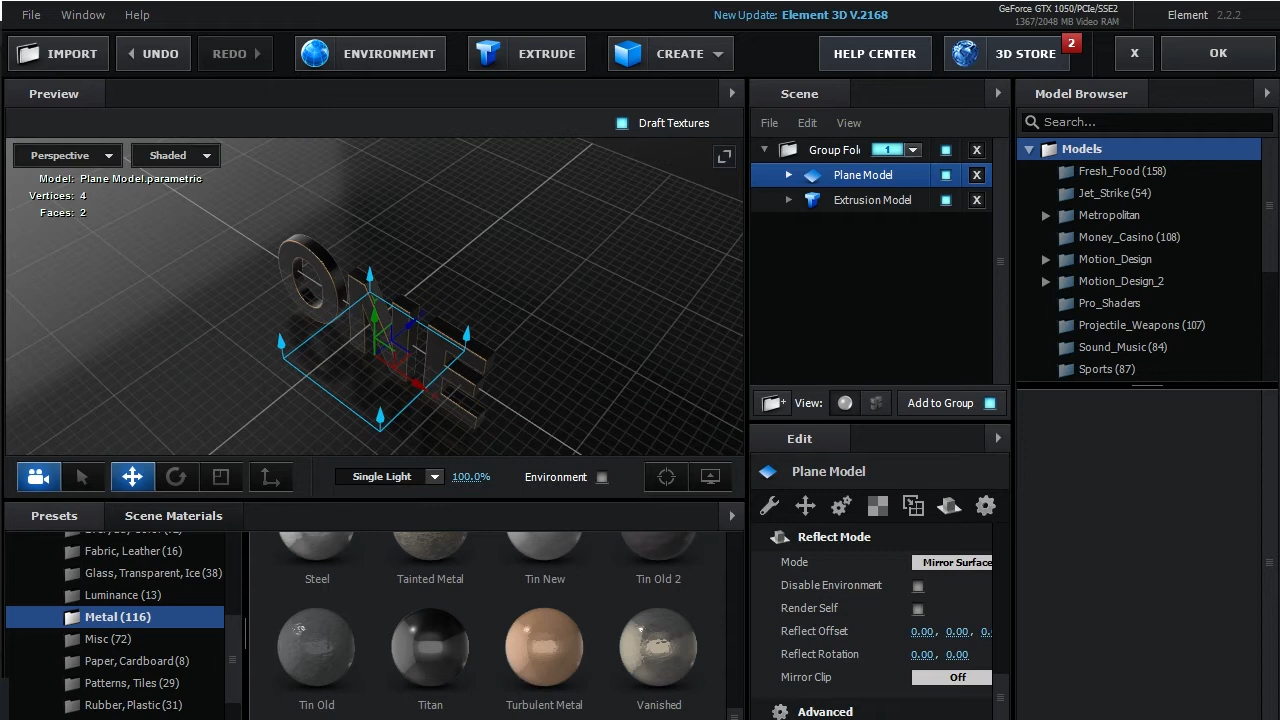 File Window Help New Update: Element 3D V.2168 GeForce GTX 1050/PCIe/SSE2 Element 2.2.2
1367/2048 MB Video RAM
IMPORT UNDO REDO ENVIRONMENT EXTRUDE CREATE HELP CENTER 3D STORE 2 X OK
Preview
Draft Textures
Perspective Shaded
Model: Plane Model.parametric
Vertices: 4
Faces: 2
Single Light 100.0% Environment
Presets Scene Materials
Fabric, Leather (16)
Glass, Transparent, Ice (38)
Luminance (13)
Metal (116)
Misc (72)
Paper, Cardboard (8)
Patterns, Tiles (29)
Rubber, Plastic (31)
Steel Tainted Metal Tin New Tin Old 2
Tin Old Titan Turbulent Metal Vanished
Scene
File Edit View
Group Fol 1 X
Plane Model X
Extrusion Model X
View: Add to Group
Edit
Plane Model
Reflect Mode
Mode Mirror Surface
Disable Environment
Render Self
Reflect Offset 0.00, 0.00, 0.
Reflect Rotation 0.00, 0.00
Mirror Clip Off
Advanced
Model Browser
Search...
Models
Fresh_Food (158)
Jet_Strike (54)
Metropolitan
Money_Casino (108)
Motion_Design
Motion_Design_2
Pro_Shaders
Projectile_Weapons (107)
Sound_Music (84)
Sports (87)